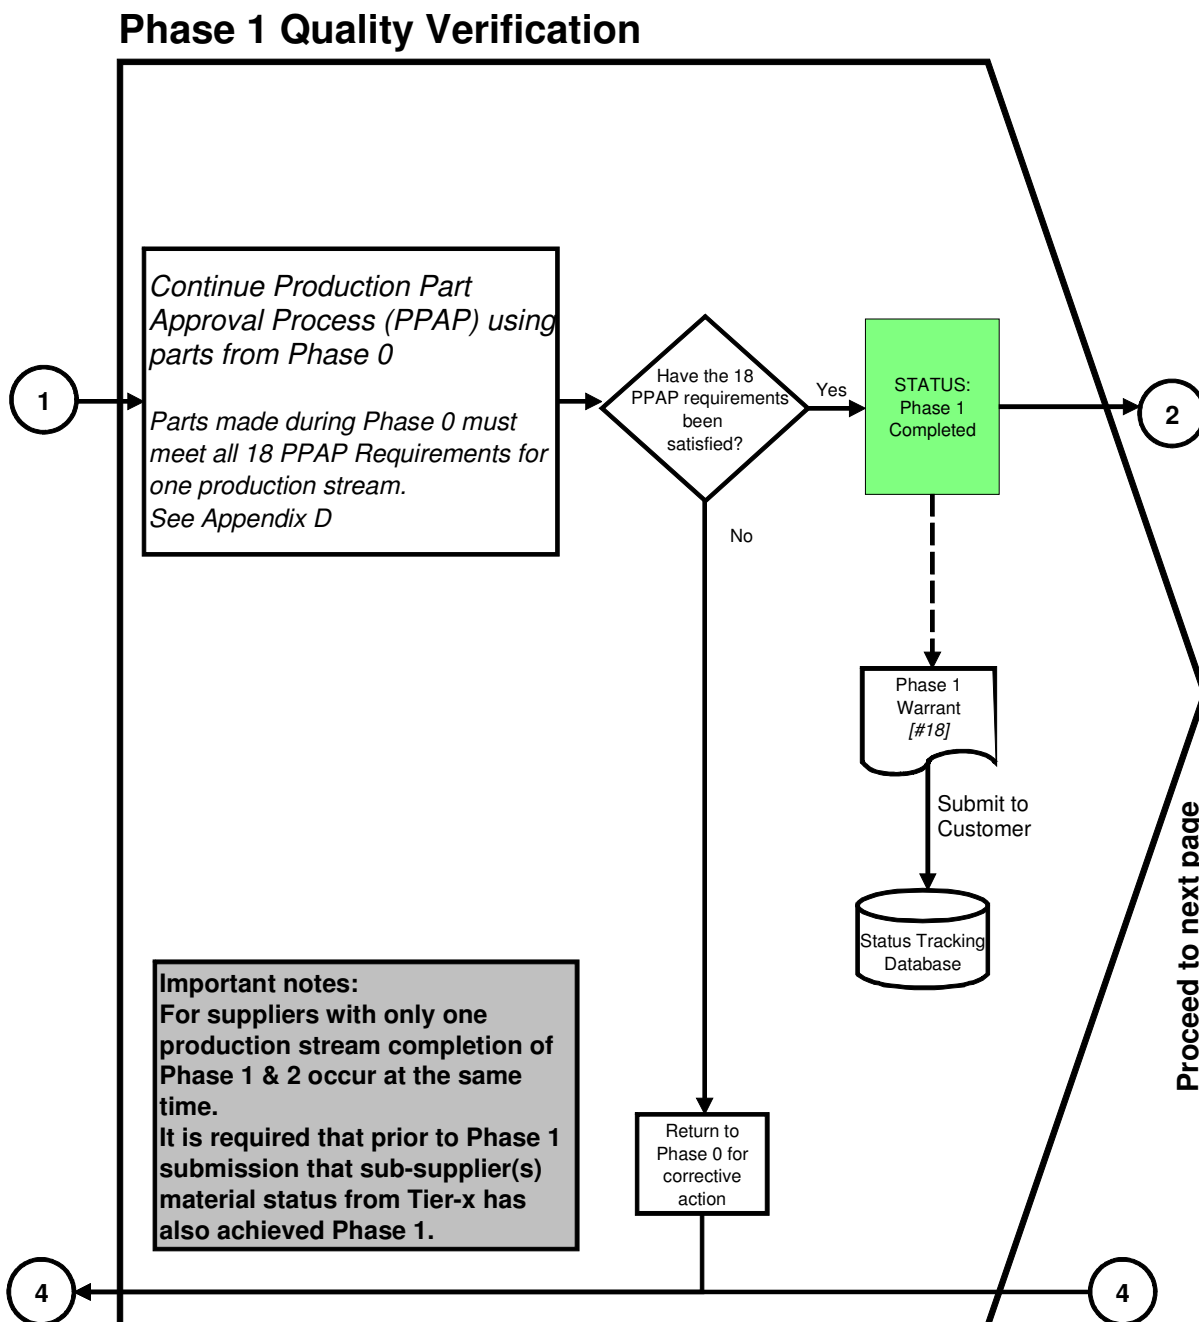 Phase 1 Quality Verification
Continue Production Part
Approval Process (PPAP) using
parts from Phase 0
Parts made during Phase 0 must
meet all 18 PPAP Requirements for
one production stream.
See Appendix D
1
Have the 18
PPAP requirements
been
satisfied?
Yes
STATUS:
Phase 1
Completed
2
No
Phase 1
Warrant
[#18]
Submit to
Customer
Status Tracking
Database
Proceed to next page
Important notes:
For suppliers with only one
production stream completion of
Phase 1 & 2 occur at the same
time.
It is required that prior to Phase 1
submission that sub-supplier(s)
material status from Tier-x has
also achieved Phase 1.
Return to
Phase 0 for
corrective
action
4
4